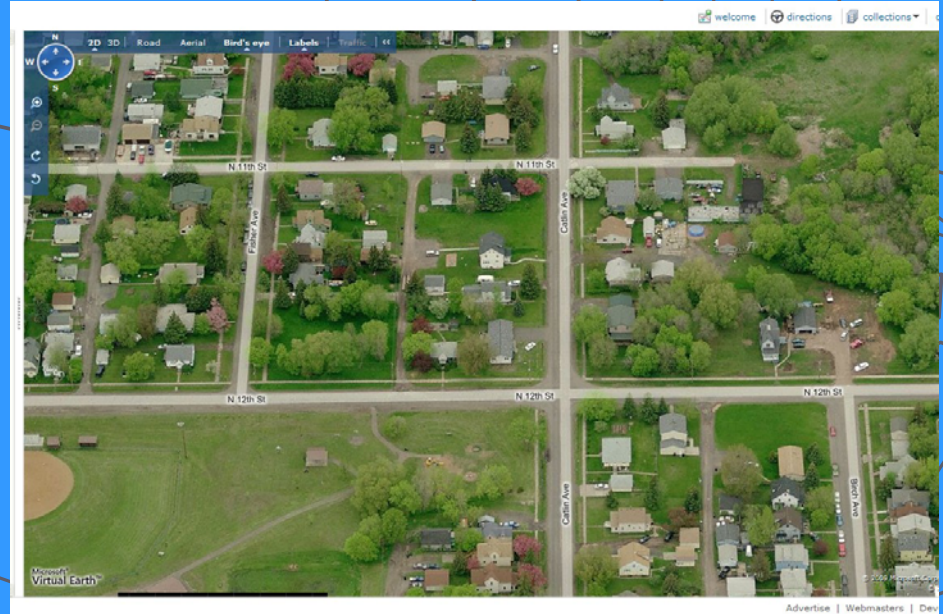 welcome directions collections
N
W E
S
2D 3D Road Aerial Bird's eye Labels Traffic
N 11th St N 11th St
Fisher Ave
Catlin Ave
N 12th St N 12th St N 12th St
Catlin Ave
Birch Ave
Microsoft®
Virtual Earth™
Advertise | Webmasters |